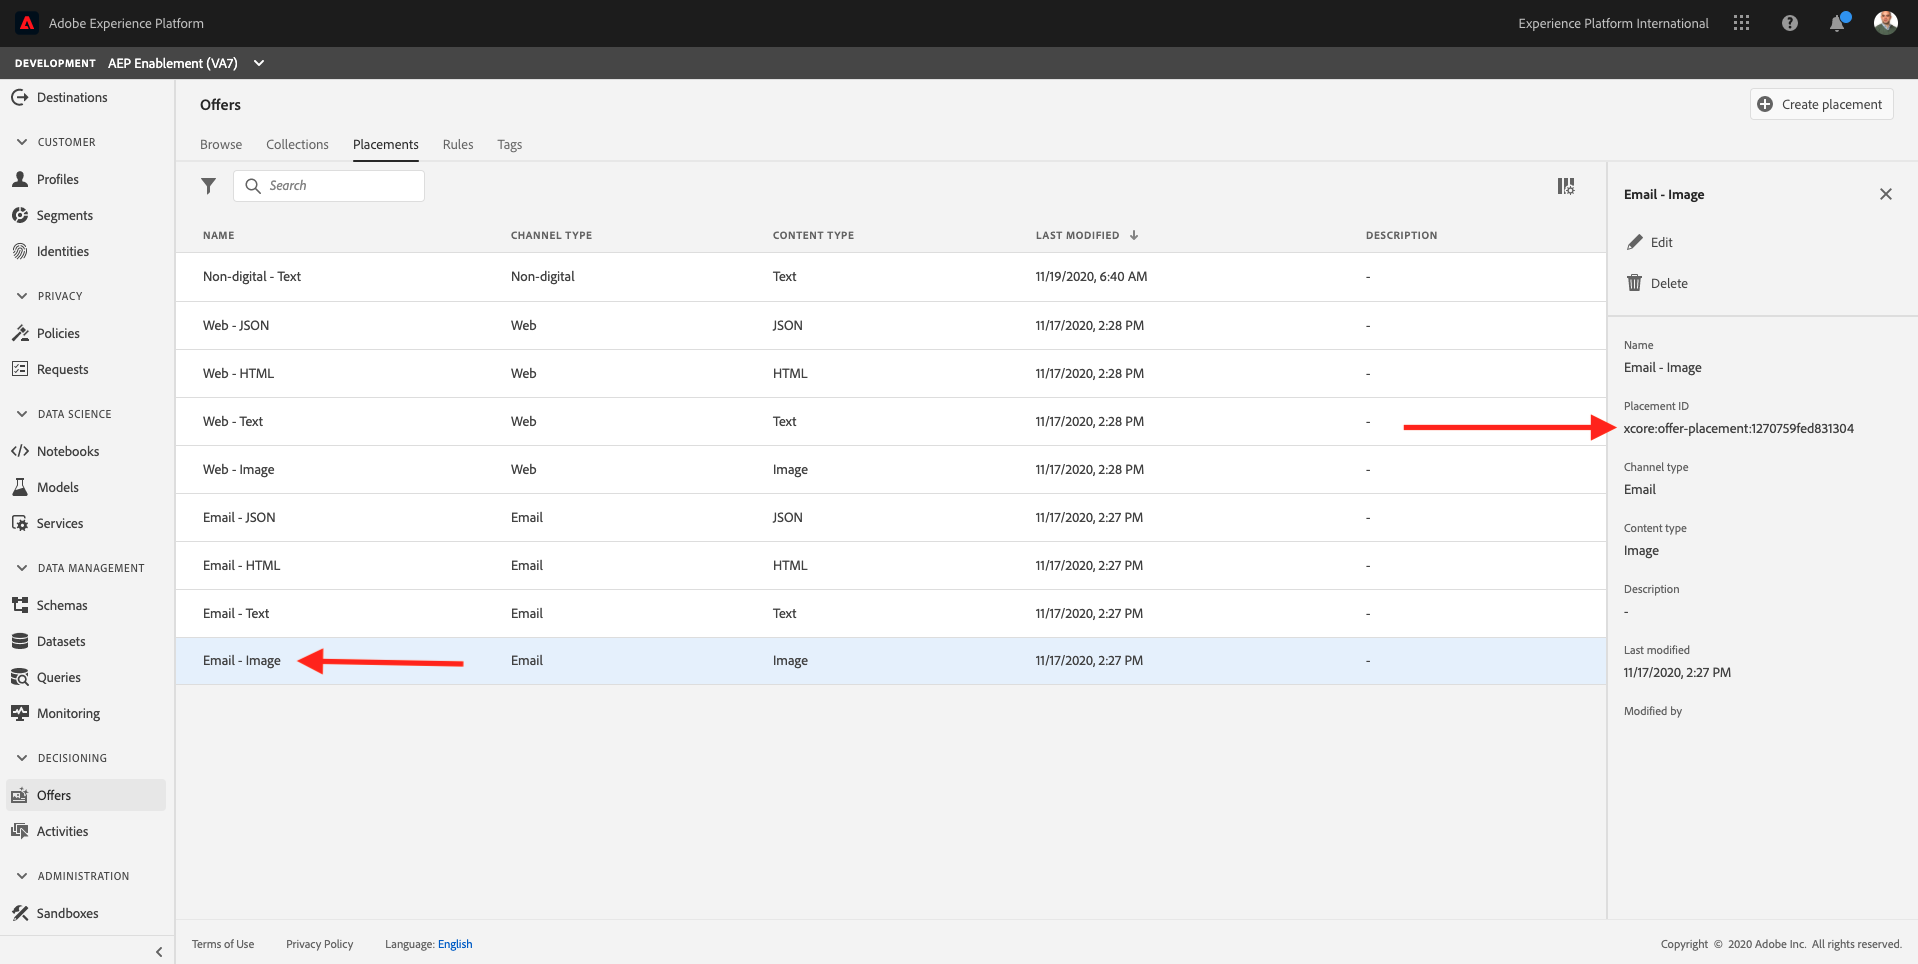 Adobe Experience Platform
Experience Platform International
DEVELOPMENT AEP Enablement (VA7)
Destinations
CUSTOMER
Profiles
Segments
Identities
PRIVACY
Policies
Requests
DATA SCIENCE
Notebooks
Models
Services
DATA MANAGEMENT
Schemas
Datasets
Queries
Monitoring
DECISIONING
Offers
Activities
ADMINISTRATION
Sandboxes
Offers
Create placement
Browse Collections Placements Rules Tags
Search
NAME CHANNEL TYPE CONTENT TYPE LAST MODIFIED DESCRIPTION
Non-digital - Text Non-digital Text 11/19/2020, 6:40 AM -
Web - JSON Web JSON 11/17/2020, 2:28 PM -
Web - HTML Web HTML 11/17/2020, 2:28 PM -
Web - Text Web Text 11/17/2020, 2:28 PM -
Web - Image Web Image 11/17/2020, 2:28 PM -
Email - JSON Email JSON 11/17/2020, 2:27 PM -
Email - HTML Email HTML 11/17/2020, 2:27 PM -
Email - Text Email Text 11/17/2020, 2:27 PM -
Email - Image Email Image 11/17/2020, 2:27 PM -
Email - Image
Edit
Delete
Name
Email - Image
Placement ID
xcore:offer-placement:1270759fed831304
Channel type
Email
Content type
Image
Description
-
Last modified
11/17/2020, 2:27 PM
Modified by
Terms of Use Privacy Policy Language: English
Copyright © 2020 Adobe Inc. All rights reserved.